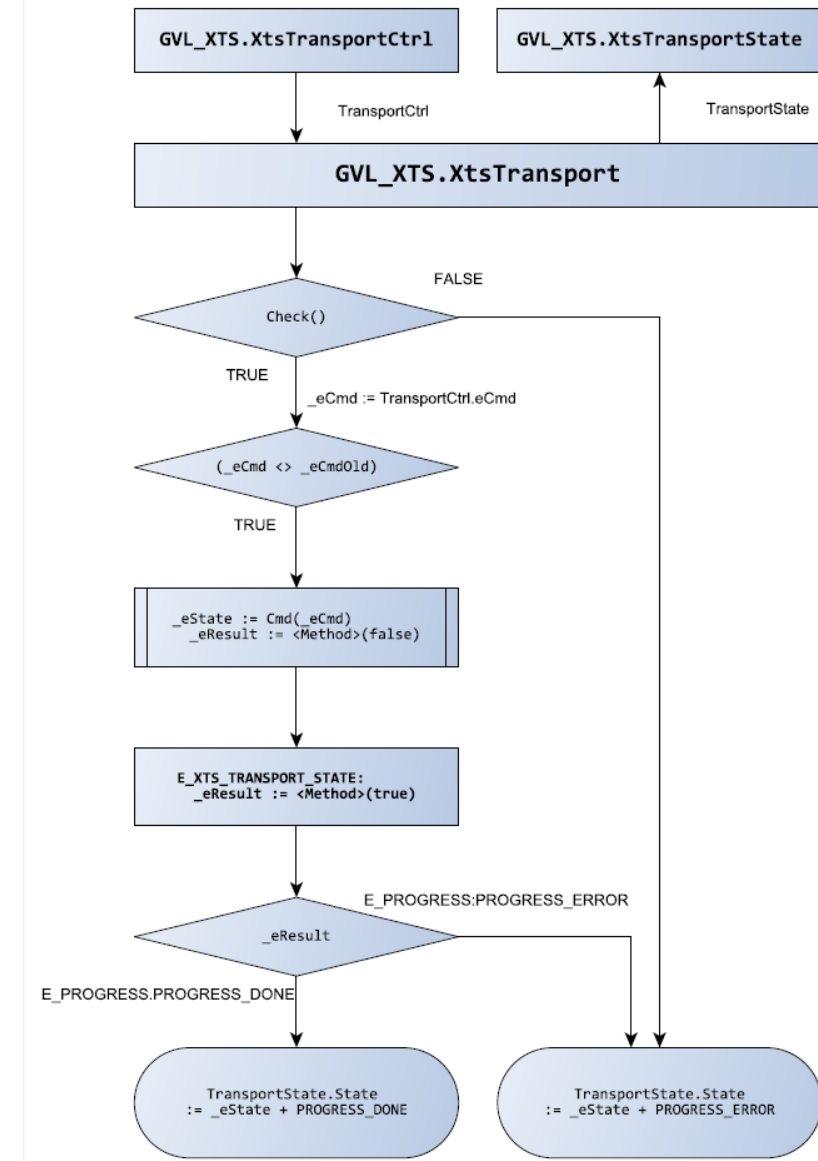 GVL_XTS.XtsTransportCtrl
GVL_XTS.XtsTransportState
TransportCtrl
TransportState
GVL_XTS.XtsTransport
FALSE
Check()
TRUE
_eCmd := TransportCtrl.eCmd
(_eCmd <> _eCmdOld)
TRUE
_eState := Cmd(_eCmd)
_eResult := <Method>(false)
E_XTS_TRANSPORT_STATE:
_eResult := <Method>(true)
E_PROGRESS:PROGRESS_ERROR
_eResult
E_PROGRESS.PROGRESS_DONE
TransportState.State
:= _eState + PROGRESS_DONE
TransportState.State
:= _eState + PROGRESS_ERROR